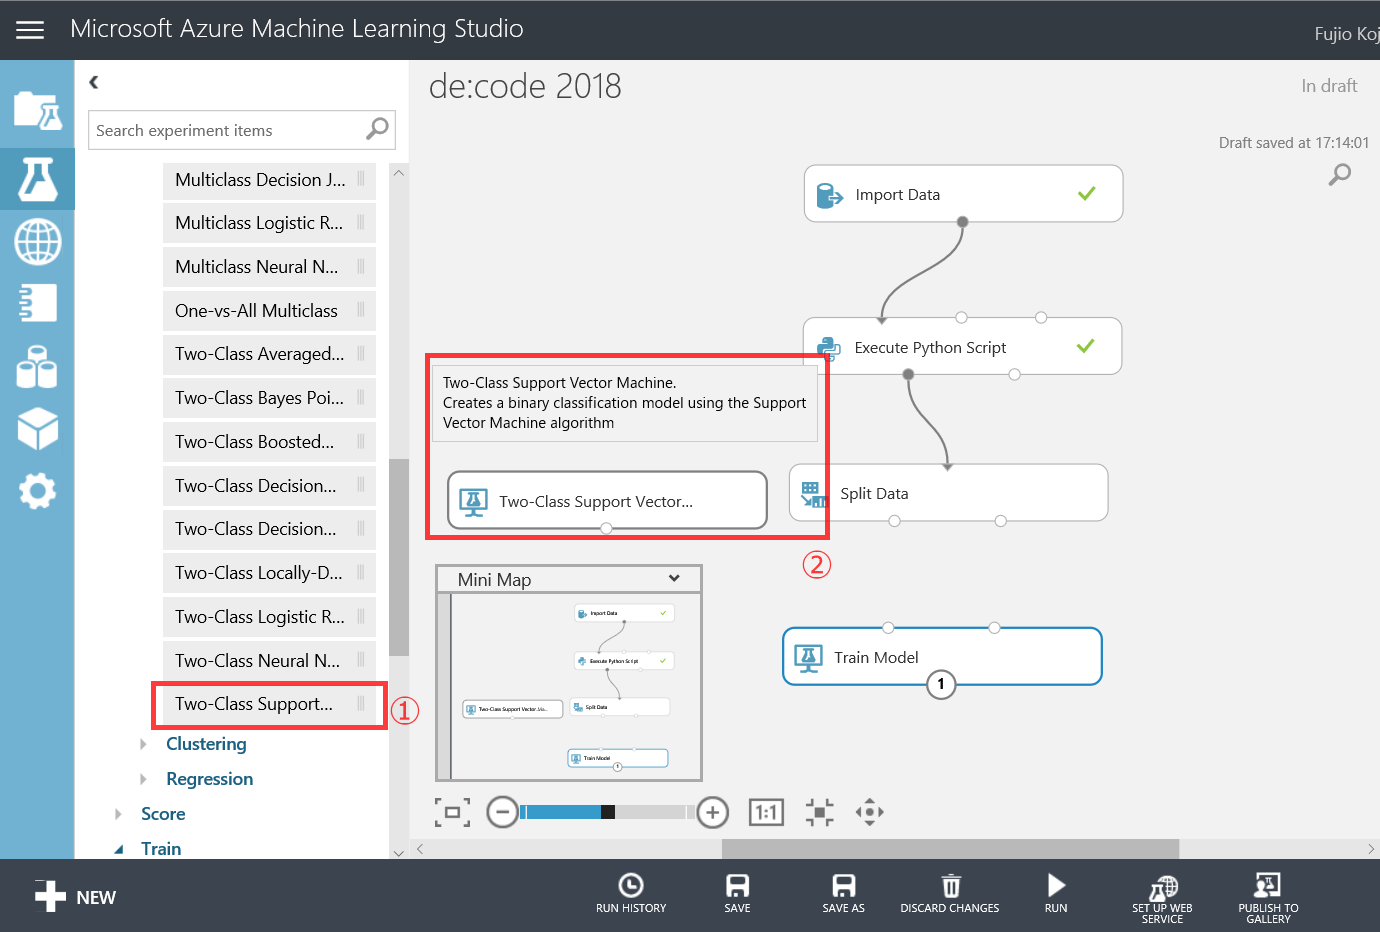 Microsoft Azure Machine Learning Studio
Fujio Koj
de:code 2018
In draft
Draft saved at 17:14:01
Search experiment items
Multiclass Decision J...
Multiclass Logistic R...
Multiclass Neural N...
One-vs-All Multiclass
Two-Class Averaged...
Two-Class Bayes Poi...
Two-Class Boosted...
Two-Class Decision...
Two-Class Decision...
Two-Class Locally-D...
Two-Class Logistic R...
Two-Class Neural N...
Two-Class Support...
①
Clustering
Regression
Score
Train
Import Data
Execute Python Script
Two-Class Support Vector Machine.
Creates a binary classification model using the Support
Vector Machine algorithm
Two-Class Support Vector...
Split Data
②
Train Model
1
Mini Map
Import Data
Execute Python Script
Two-Class Support Vector Ma...
Split Data
Train Model
1
1:1
NEW
RUN HISTORY
SAVE
SAVE AS
DISCARD CHANGES
RUN
SET UP WEB
SERVICE
PUBLISH TO
GALLERY